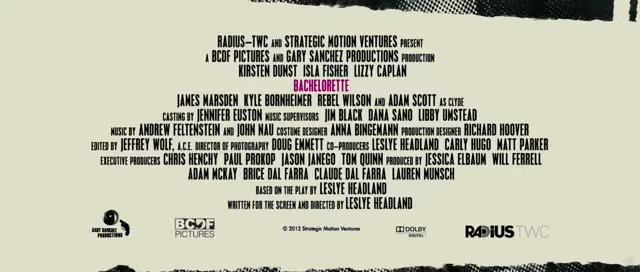 RADIUS–TWC AND STRATEGIC MOTION VENTURES PRESENT
A BCDF PICTURES AND GARY SANCHEZ PRODUCTIONS PRODUCTION
KIRSTEN DUNST ISLA FISHER LIZZY CAPLAN
BACHELORETTE
JAMES MARSDEN KYLE BORNHEIMER REBEL WILSON AND ADAM SCOTT AS CLYDE
CASTING BY JENNIFER EUSTON MUSIC SUPERVISORS JIM BLACK DANA SANO LIBBY UMSTEAD
MUSIC BY ANDREW FELTENSTEIN AND JOHN NAU COSTUME DESIGNER ANNA BINGEMANN PRODUCTION DESIGNER RICHARD HOOVER
EDITED BY JEFFREY WOLF, A.C.E. DIRECTOR OF PHOTOGRAPHY DOUG EMMETT CO–PRODUCERS LESLYE HEADLAND CARLY HUGO MATT PARKER
EXECUTIVE PRODUCERS CHRIS HENCHY PAUL PROKOP JASON JANEGO TOM QUINN PRODUCED BY JESSICA ELBAUM WILL FERRELL
ADAM MCKAY BRICE DAL FARRA CLAUDE DAL FARRA LAUREN MUNSCH
BASED ON THE PLAY BY LESLYE HEADLAND
WRITTEN FOR THE SCREEN AND DIRECTED BY LESLYE HEADLAND
GARY SANCHEZ PRODUCTIONS
BCDF PICTURES
© 2012 Strategic Motion Ventures
DOLBY DIGITAL
RADiUS TWC